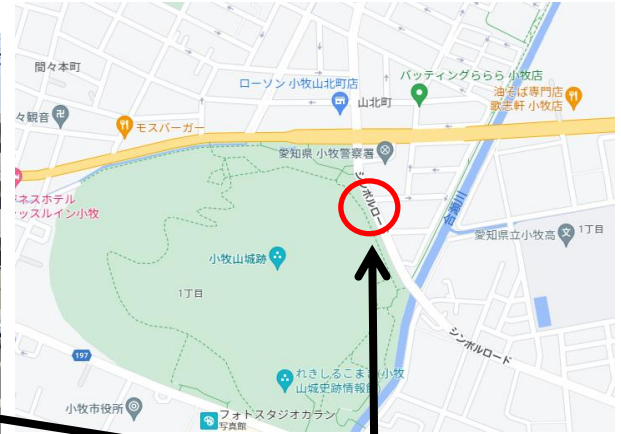 間々本町
ローソン 小牧山北町店
バッティングららら 小牧店
山北町
油そば専門店
歌志軒 小牧店
々観音
モスバーガー
愛知県 小牧警察署
シンボルロー
ネスホテル
ッスルイン小牧
合瀬川
愛知県立小牧高
1丁目
小牧山城跡
1丁目
シンボルロード
197
れきしるこまき(小牧
山城史跡情報館)
小牧市役所
フォトスタジオカラン
写真館